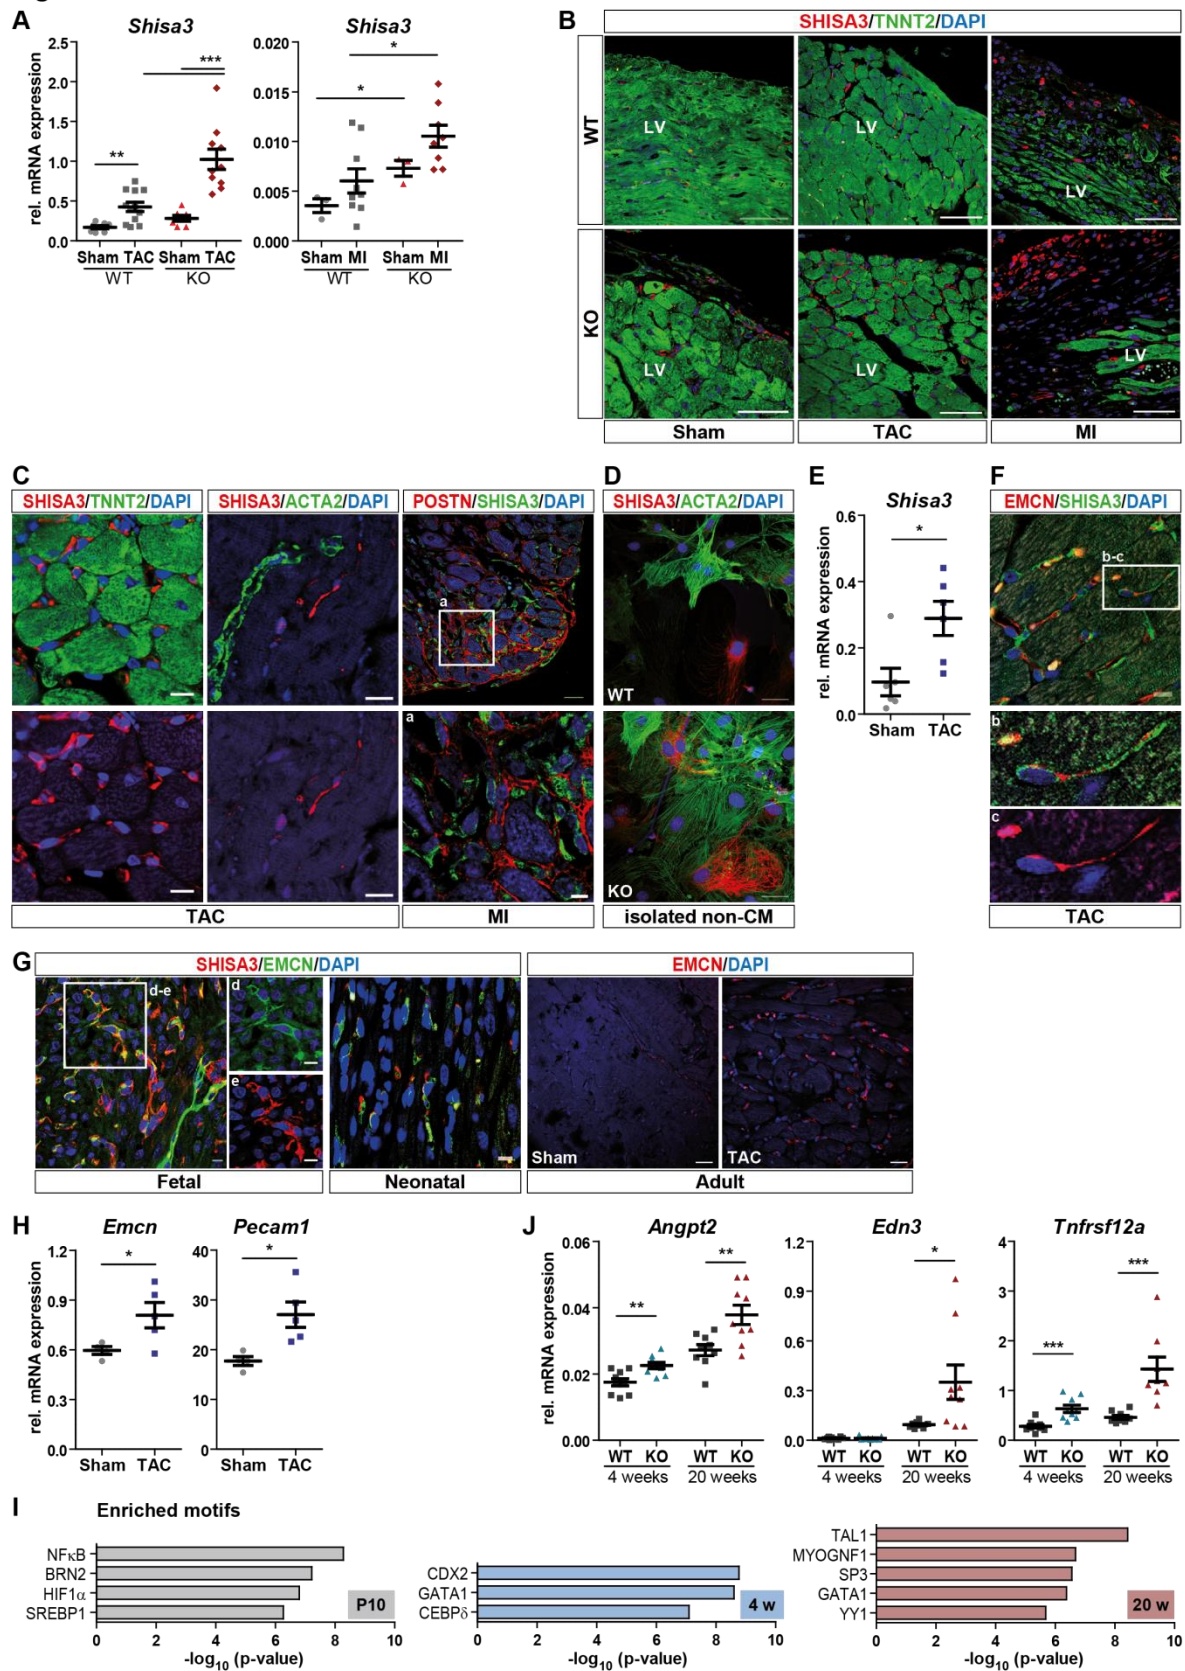 A
Shisa3
Shisa3
rel. mRNA expression
2.5
2.0
1.5
1.0
0.5
0.0
**
***
Sham TAC
Sham TAC
WT
KO
0.020
0.015
0.010
0.005
0.000
*
*
Sham MI
Sham MI
WT
KO
B
SHISA3/TNNT2/DAPI
WT
KO
LV
LV
LV
LV
LV
LV
Sham
TAC
MI
C
SHISA3/TNNT2/DAPI
SHISA3/ACTA2/DAPI
POSTN/SHISA3/DAPI
a
a
TAC
MI
D
SHISA3/ACTA2/DAPI
WT
KO
isolated non-CM
E
Shisa3
rel. mRNA expression
0.6
0.4
0.2
0.0
*
Sham
TAC
F
EMCN/SHISA3/DAPI
b-c
b
c
TAC
G
SHISA3/EMCN/DAPI
EMCN/DAPI
d-e
d
e
Sham
TAC
Fetal
Neonatal
Adult
H
Emcn
Pecam1
rel. mRNA expression
1.2
0.9
0.6
0.3
0.0
*
Sham TAC
40
30
20
10
0
*
Sham TAC
J
Angpt2
Edn3
Tnfrsf12a
rel. mRNA expression
0.06
0.04
0.02
0.00
**
**
WT KO
WT KO
4 weeks
20 weeks
1.2
0.9
0.6
0.3
0.0
*
WT KO
WT KO
4 weeks
20 weeks
4
3
2
1
0
***
***
WT KO
WT KO
4 weeks
20 weeks
I
Enriched motifs
NFκB
BRN2
HIF1α
SREBP1
P10
0 2 4 6 8 10
-log10 (p-value)
CDX2
GATA1
CEBPδ
4 w
0 2 4 6 8 10
-log10 (p-value)
TAL1
MYOGNF1
SP3
GATA1
YY1
20 w
0 2 4 6 8 10
-log10 (p-value)